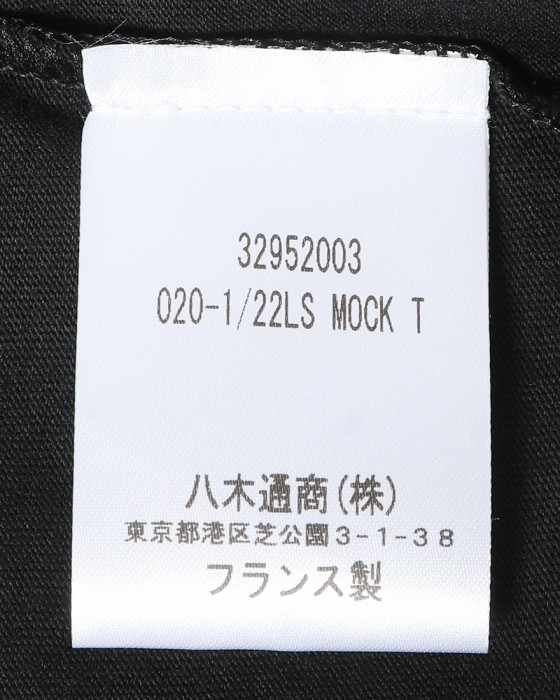 32952003
020-1/22LS MOCK T
八木通商(株)
東京都港区芝公園3-1-38
フランス製